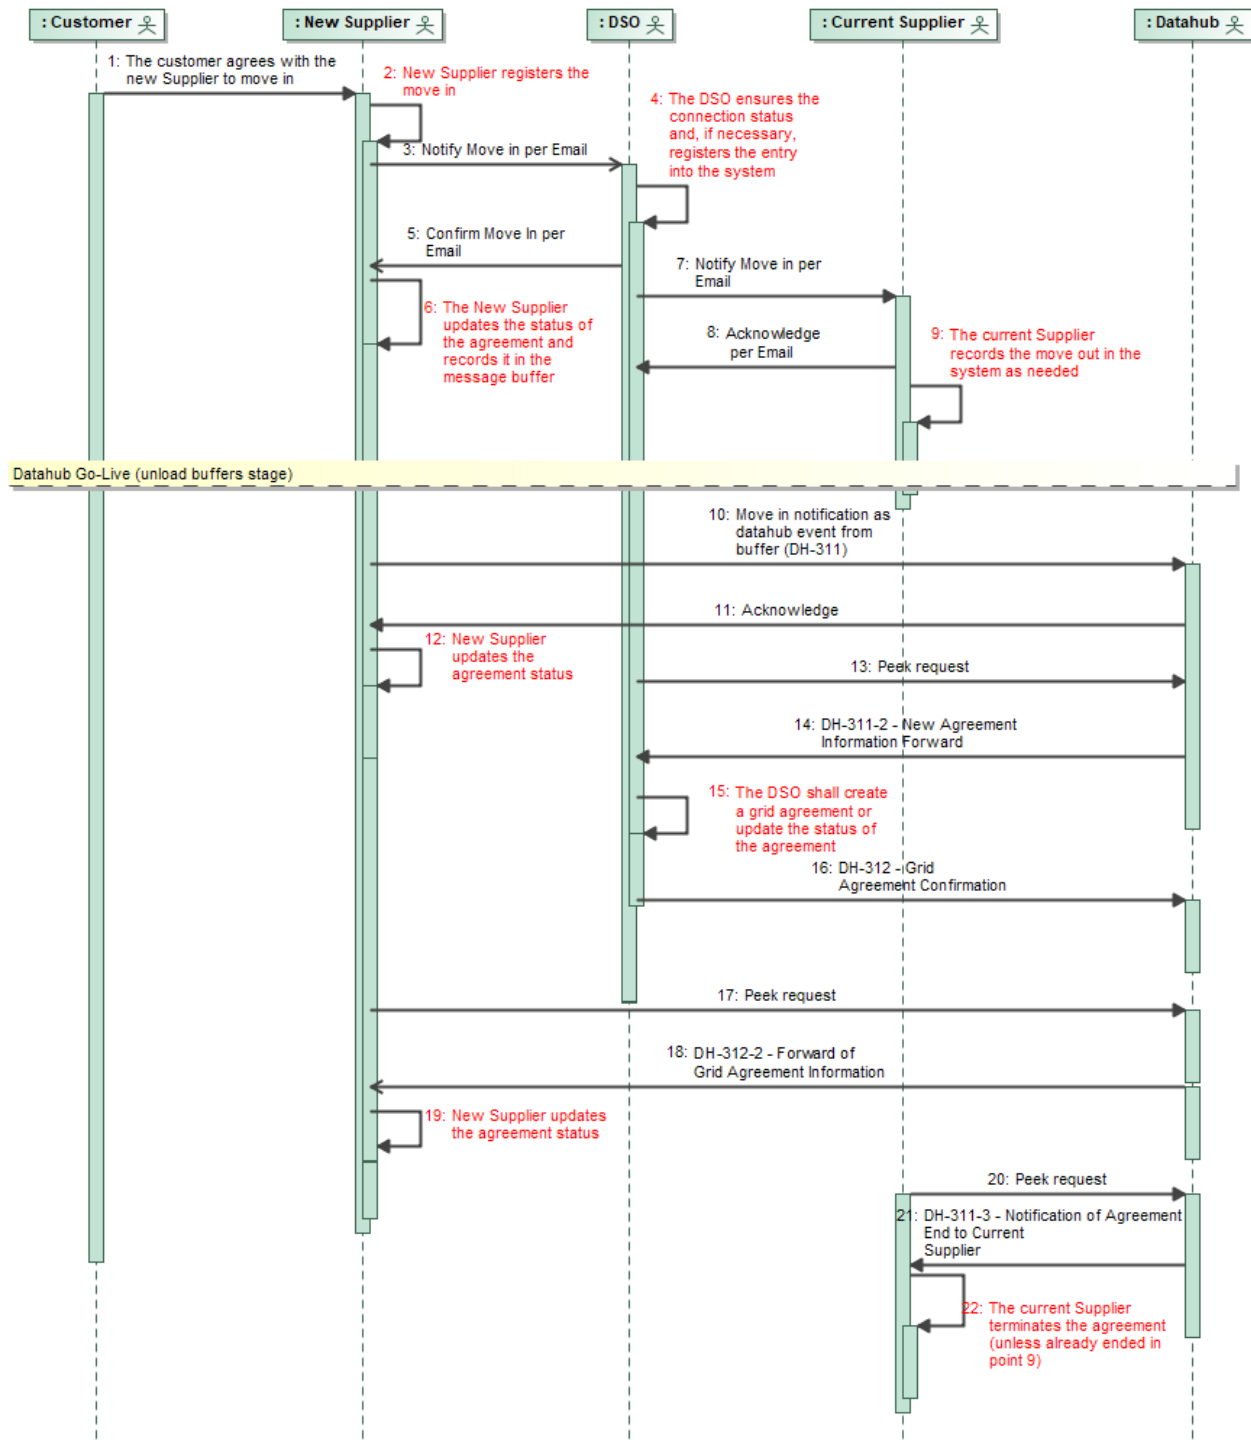 : Customer
: New Supplier
: DSO
: Current Supplier
: Datahub
1: The customer agrees with the
new Supplier to move in
2: New Supplier registers the
move in
3: Notify Move in per Email
4: The DSO ensures the
connection status
and, if necessary,
registers the entry
into the system
5: Confirm Move In per
Email
6: The New Supplier
updates the status of
the agreement and
records it in the
message buffer
7: Notify Move in per
Email
8: Acknowledge
per Email
9: The current Supplier
records the move out in the
system as needed
Datahub Go-Live (unload buffers stage)
10: Move in notification as
datahub event from
buffer (DH-311)
11: Acknowledge
12: New Supplier
updates the
agreement status
13: Peek request
14: DH-311-2 - New Agreement
Information Forward
15: The DSO shall create
a grid agreement or
update the status of
the agreement
16: DH-312 - Grid
Agreement Confirmation
17: Peek request
18: DH-312-2 - Forward of
Grid Agreement Information
19: New Supplier updates
the agreement status
20: Peek request
21: DH-311-3 - Notification of Agreement
End to Current
Supplier
22: The current Supplier
terminates the agreement
(unless already ended in
point 9)